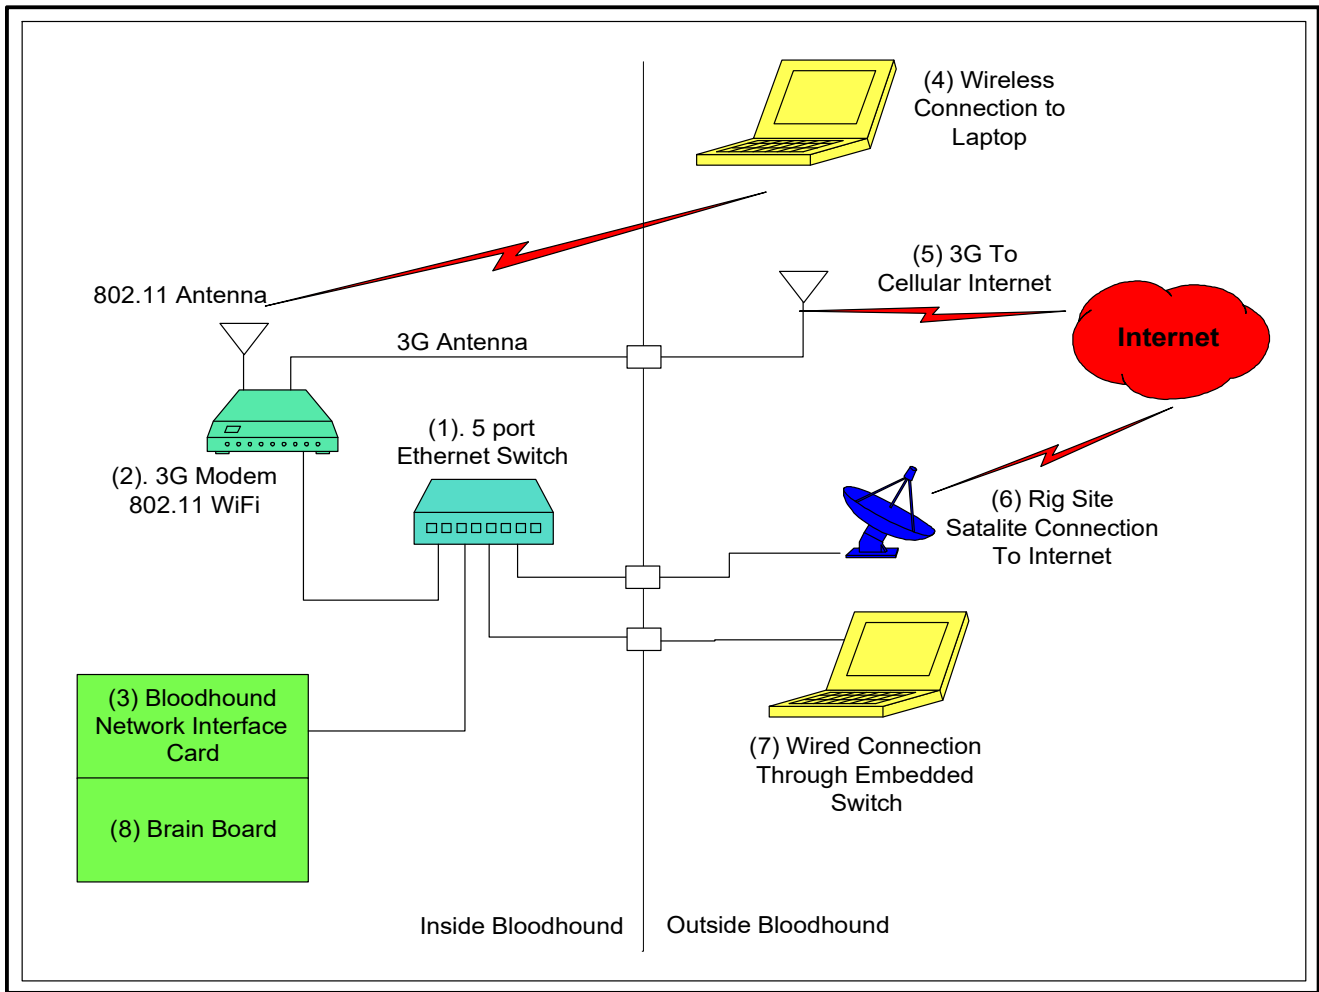 (4) Wireless
Connection to
Laptop
(5) 3G To
Cellular Internet
802.11 Antenna
3G Antenna
Internet
(1). 5 port
Ethernet Switch
(2). 3G Modem
802.11 WiFi
(6) Rig Site
Satalite Connection
To Internet
(3) Bloodhound
Network Interface
Card
(7) Wired Connection
Through Embedded
Switch
(8) Brain Board
Inside Bloodhound
Outside Bloodhound